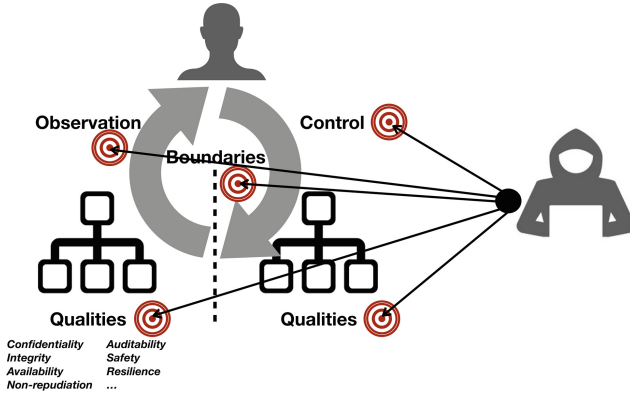 Observation
Control
Boundaries
Qualities
Qualities
Confidentiality Auditability
Integrity Safety
Availability Resilience
Non-repudiation ...